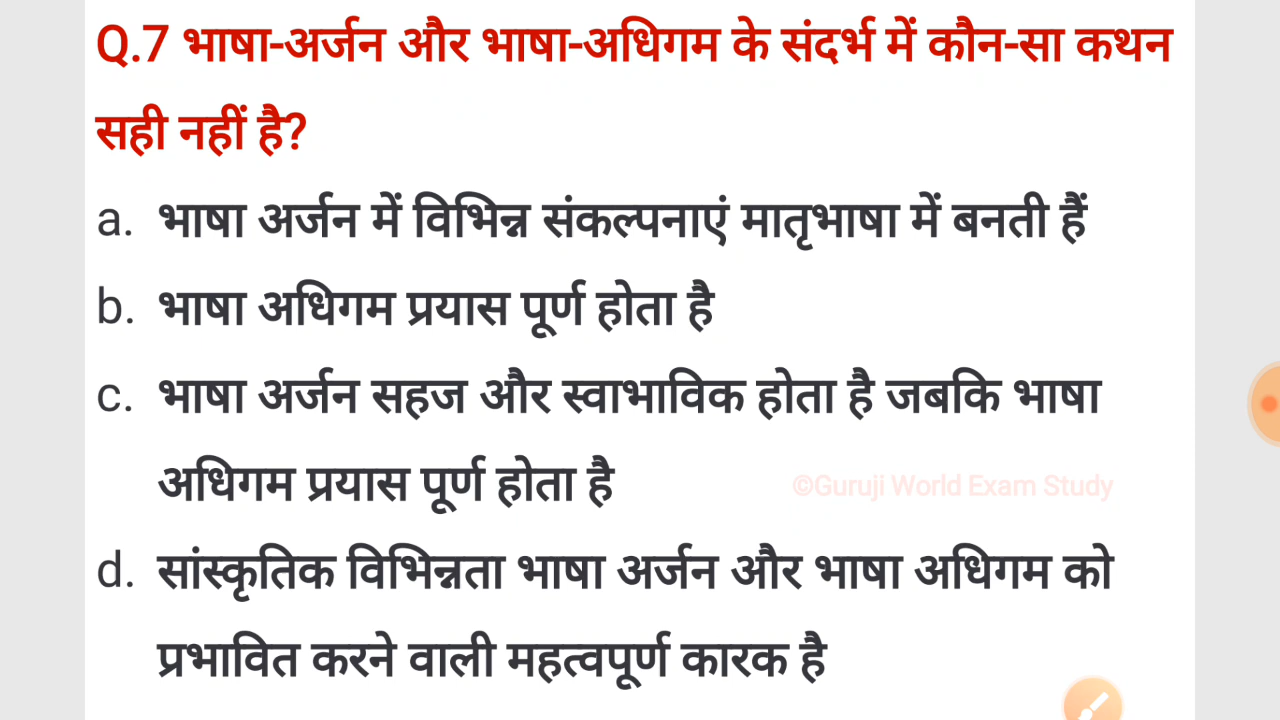 Q.7 भाषा-अर्जन और भाषा-अधिगम के संदर्भ में कौन-सा कथन
सही नहीं है?
a. भाषा अर्जन में विभिन्न संकल्पनाएं मातृभाषा में बनती हैं
b. भाषा अधिगम प्रयास पूर्ण होता है
c. भाषा अर्जन सहज और स्वाभाविक होता है जबकि भाषा
अधिगम प्रयास पूर्ण होता है
©Guruji World Exam Study
d. सांस्कृतिक विभिन्नता भाषा अर्जन और भाषा अधिगम को
प्रभावित करने वाली महत्वपूर्ण कारक है